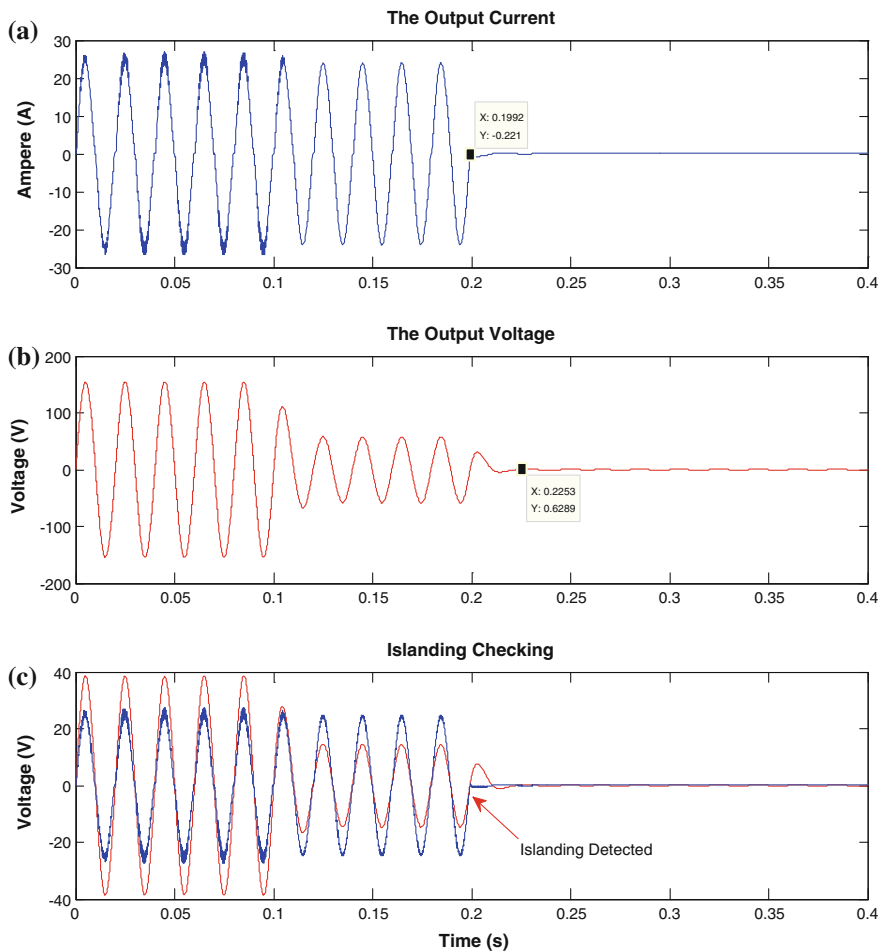 (a)
The Output Current
Ampere (A)
30
20
10
0
-10
-20
-30
X: 0.1992
Y: -0.221
0 0.05 0.1 0.15 0.2 0.25 0.3 0.35 0.4
(b)
The Output Voltage
Voltage (V)
200
100
0
-100
-200
X: 0.2253
Y: 0.6289
0 0.05 0.1 0.15 0.2 0.25 0.3 0.35 0.4
(c)
Islanding Checking
Voltage (V)
40
20
0
-20
-40
Islanding Detected
0 0.05 0.1 0.15 0.2 0.25 0.3 0.35 0.4
Time (s)